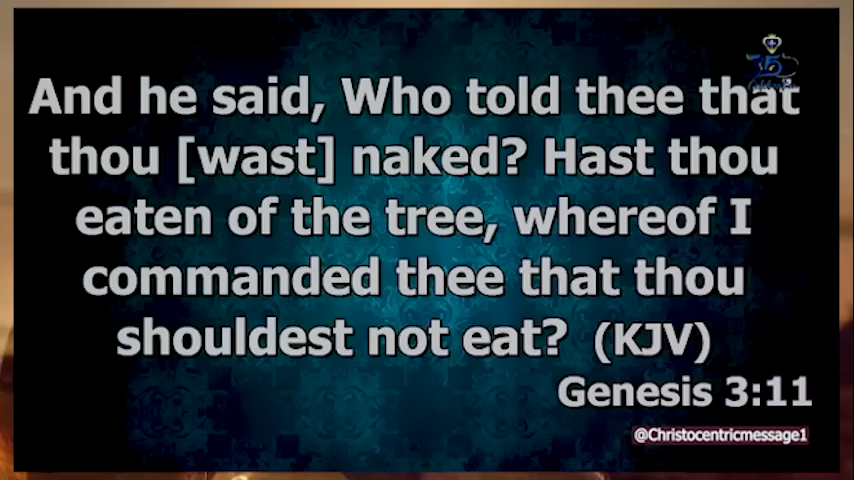 And he said, Who told thee that
thou [wast] naked? Hast thou
eaten of the tree, whereof I
commanded thee that thou
shouldest not eat? (KJV)
Genesis 3:11
@Christocentricmessage1